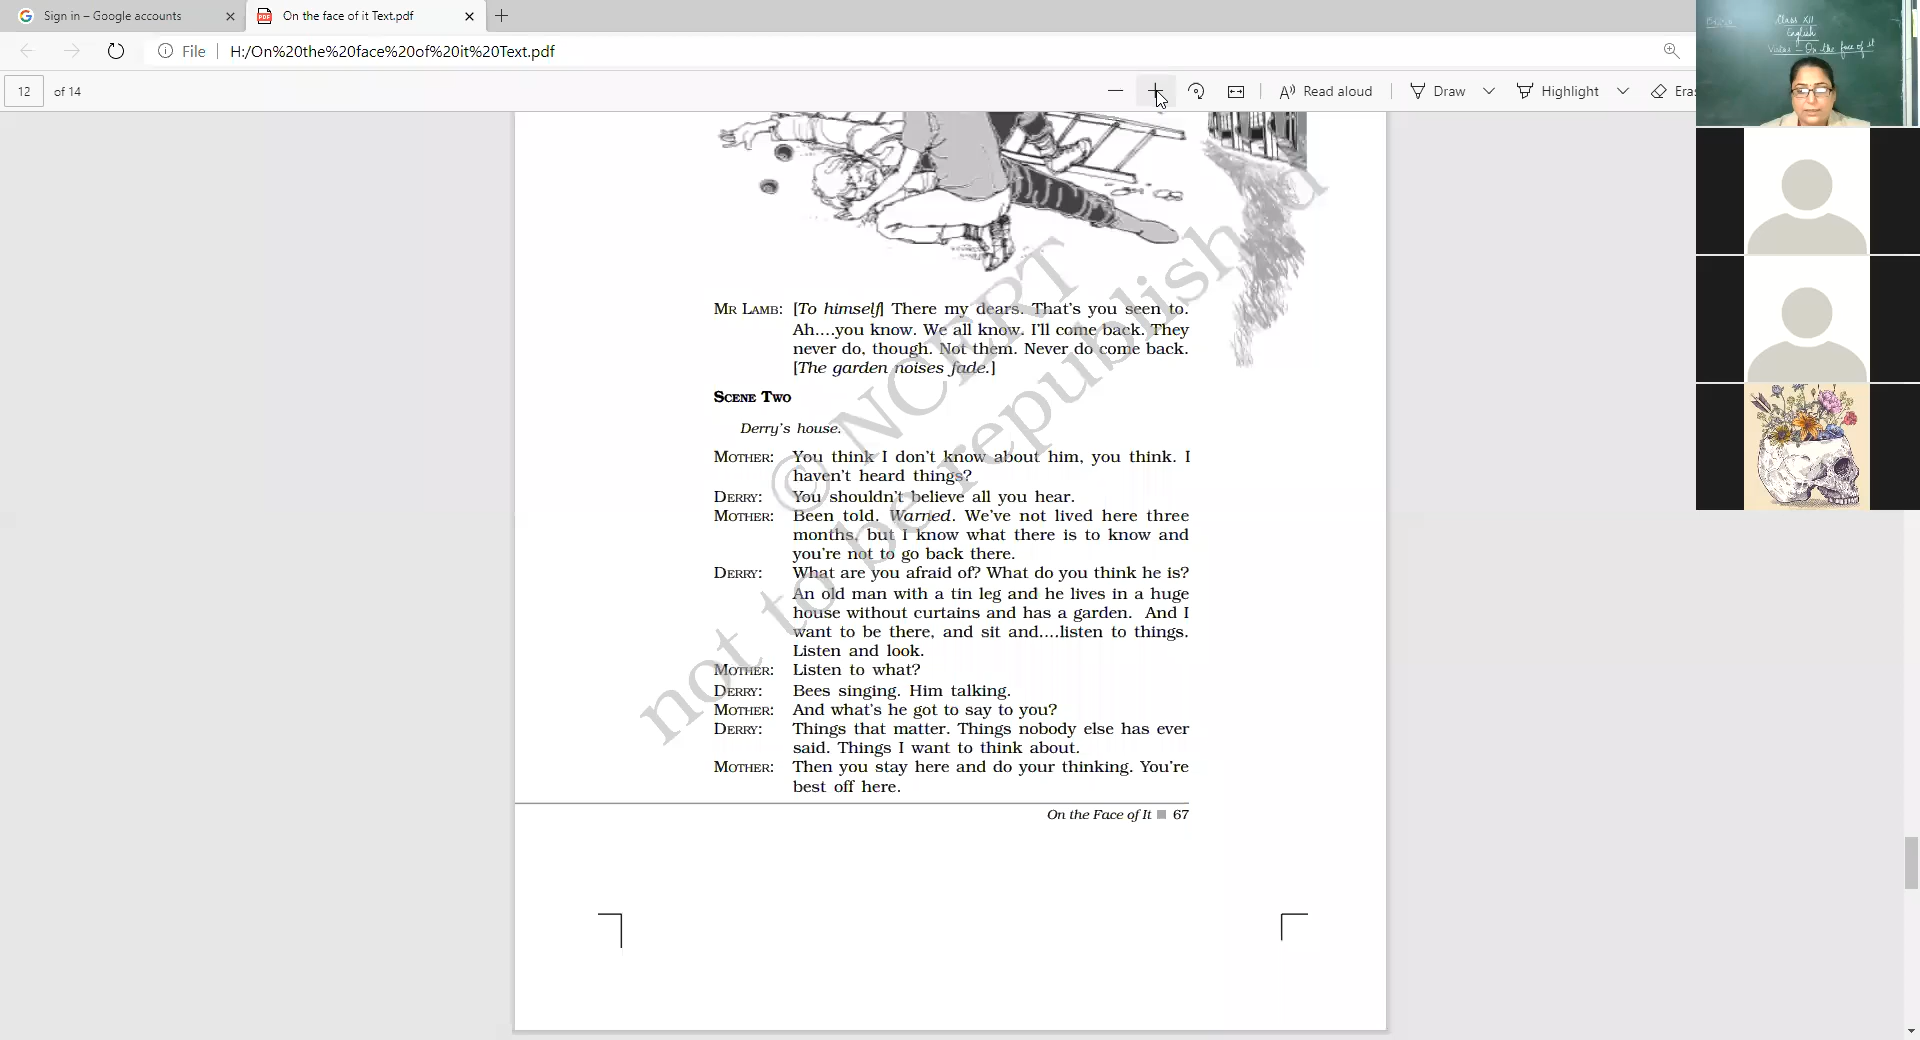 Sign in – Google accounts
On the face of it Text.pdf
File
H:/On%20the%20face%20of%20it%20Text.pdf
12 of 14
Read aloud
Draw
Highlight
Eras
Class XII
English
Vistas – On the face of it
MR LAMB: [To himself] There my dears. That's you seen to.
Ah....you know. We all know. I'll come back. They
never do, though. Not them. Never do come back.
[The garden noises fade.]
SCENE TWO
Derry's house.
MOTHER: You think I don't know about him, you think. I
haven't heard things?
DERRY: You shouldn't believe all you hear.
MOTHER: Been told. Warned. We've not lived here three
months, but I know what there is to know and
you're not to go back there.
DERRY: What are you afraid of? What do you think he is?
An old man with a tin leg and he lives in a huge
house without curtains and has a garden. And I
want to be there, and sit and....listen to things.
Listen and look.
MOTHER: Listen to what?
DERRY: Bees singing. Him talking.
MOTHER: And what's he got to say to you?
DERRY: Things that matter. Things nobody else has ever
said. Things I want to think about.
MOTHER: Then you stay here and do your thinking. You're
best off here.
On the Face of It ■ 67
© NCERT
not to be republished